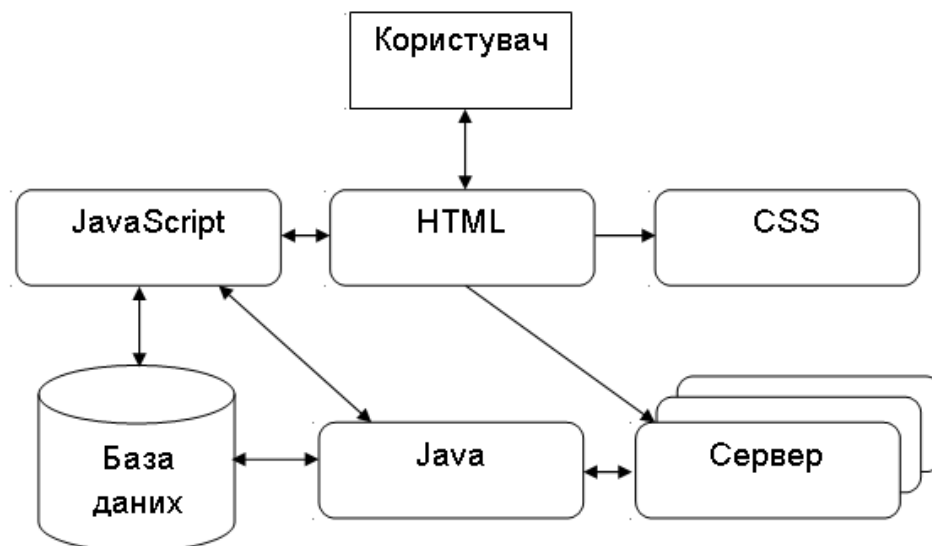 Користувач
JavaScript
HTML
CSS
База
даних
Java
Сервер